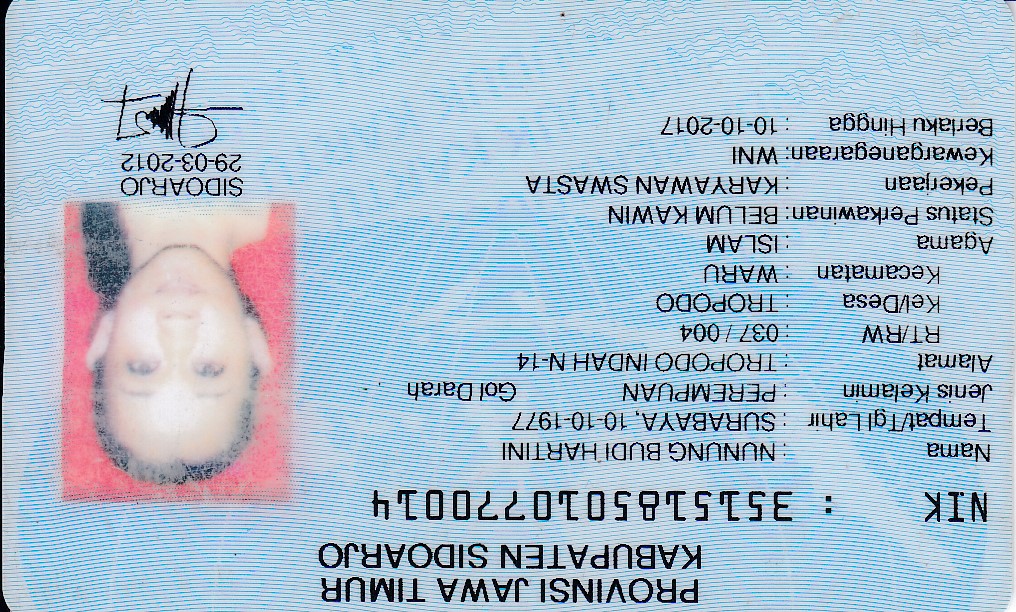 PROVINSI JAWA TIMUR
KABUPATEN SIDOARJO
NIK : 3515185010770014
Nama : NUNUNG BUDI HARTINI
Tempat/Tgl Lahir : SURABAYA, 10-10-1977
Jenis Kelamin : PEREMPUAN Gol Darah :
Alamat : TROPODO INDAH N-14
RT/RW : 037 / 004
Kel/Desa : TROPODO
Kecamatan : WARU
Agama : ISLAM
Status Perkawinan: BELUM KAWIN
Pekerjaan : KARYAWAN SWASTA
Kewarganegaraan: WNI
Berlaku Hingga : 10-10-2017
SIDOARJO
29-03-2012